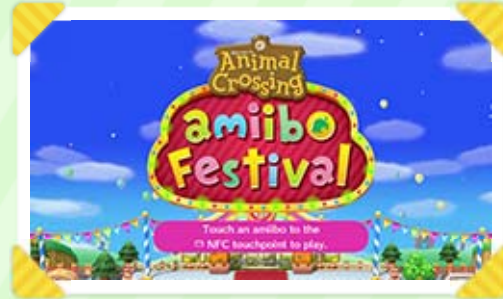 Animal
Crossing
amiibo
Festival
Touch an amiibo to the
NFC touchpoint to play.